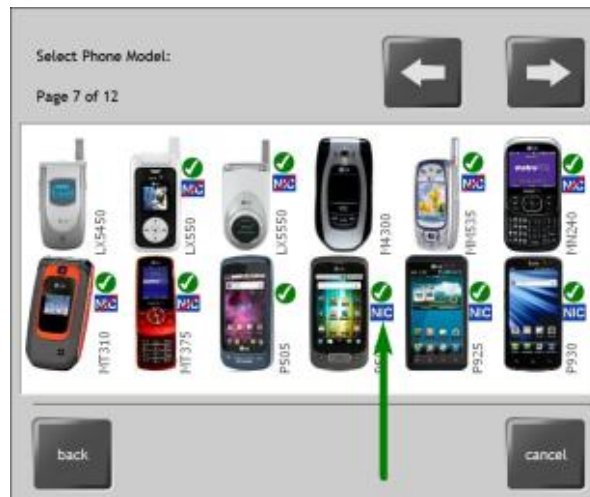 Select Phone Model:
Page 7 of 12
LX5450
LX550
NIC
LX5550
NIC
M4300
MM535
NIC
MN240
NIC
MT310
NIC
MT375
NIC
P505
NIC
P925
NIC
P930
NIC
back
cancel